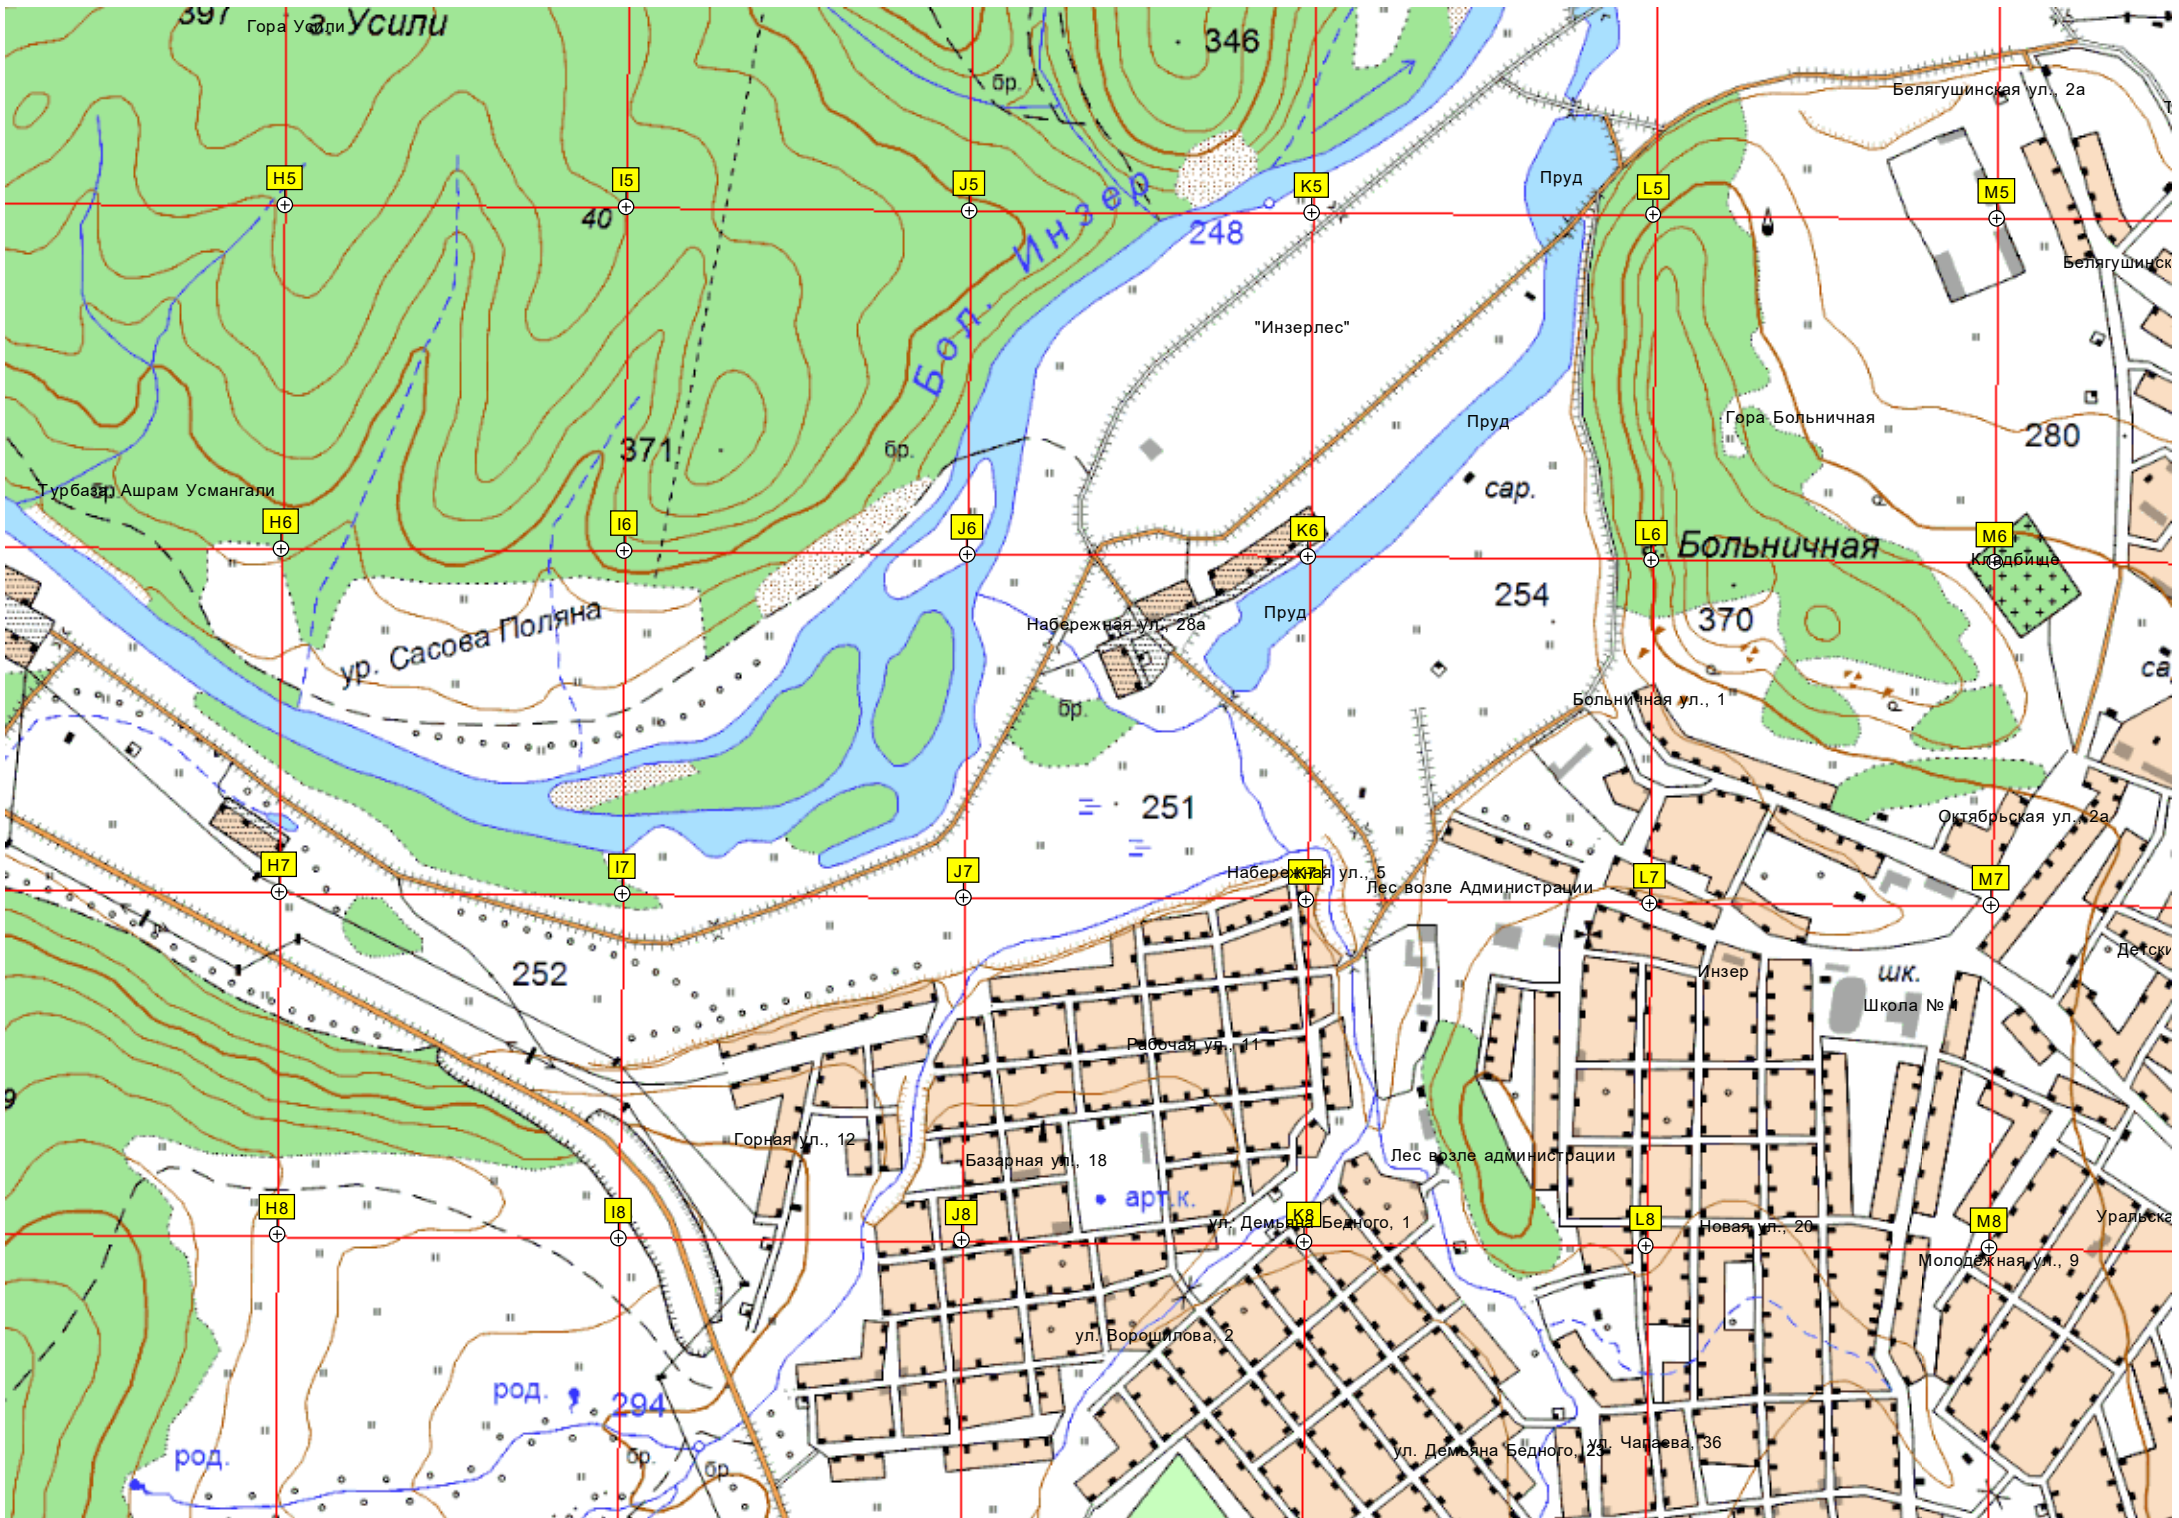 397
Гора Усили
г. Усили
346
бр.
Белягушинская ул., 2а
H5
I5
J5
K5
L5
M5
Пруд
40
Бол. Инзер
248
"Инзерлес"
Пруд
Гора Больничная
280
371
бр.
Турбаза, Ашрам Усмангали
бр.
сар.
H6
I6
J6
K6
L6
M6
Больничная
Кладбище
254
370
Пруд
ур. Сасова Поляна
Набережная ул., 28а
бр.
Больничная ул., 1
251
Октябрьская ул., 2а
H7
I7
J7
K7
L7
M7
Набережная ул., 5
Лес возле Администрации
252
Инзер
шк.
Школа № 1
Рабочая ул., 11
9
Горная ул., 12
Базарная ул., 18
Лес возле администрации
арт.к.
H8
I8
J8
K8
L8
M8
ул. Демьяна Бедного, 1
Новая ул., 20
Молодёжная ул., 9
ул. Ворошилова, 2
род.
294
ул. Демьяна Бедного, 23
ул. Чапаева, 36
род.
бр.
бр.